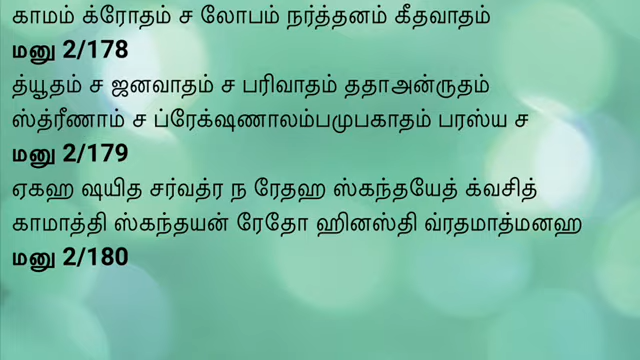 காமம் க்ரோதம் ச லோபம் நர்த்தனம் கீதவாதம்
மனு 2/178
த்யூதம் ச ஜனவாதம் ச பரிவாதம் ததாஅன்ருதம்
ஸ்த்ரீணாம் ச ப்ரேக்ஷணாலம்பமுபகாதம் பரஸ்ய ச
மனு 2/179
ஏகஹ ஷயித சர்வத்ர ந ரேதஹ ஸ்கந்தயேத் க்வசித்
காமாத்தி ஸ்கந்தயன் ரேதோ ஹினஸ்தி வ்ரதமாத்மனஹ
மனு 2/180